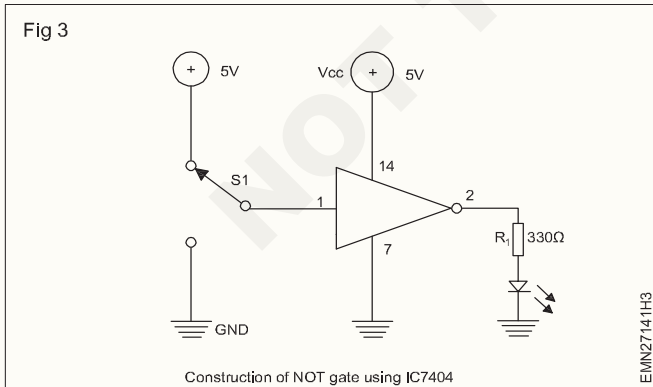 Fig 3
5V
Vcc
5V
S1
14
1
2
7
R1
330Ω
GND
Construction of NOT gate using IC7404
EMN27141H3
NOT T